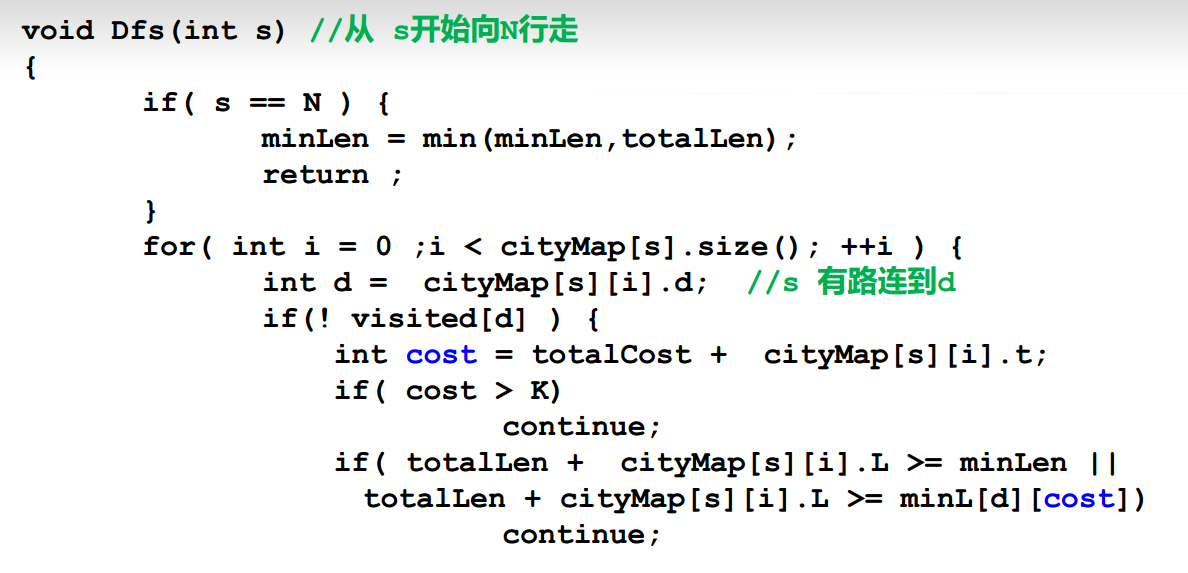 void Dfs(int s) //从 s开始向N行走
{
if( s == N ) {
minLen = min(minLen,totalLen);
return ;
}
for( int i = 0 ;i < cityMap[s].size(); ++i ) {
int d = cityMap[s][i].d; //s 有路连到d
if(! visited[d] ) {
int cost = totalCost + cityMap[s][i].t;
if( cost > K)
continue;
if( totalLen + cityMap[s][i].L >= minLen ||
totalLen + cityMap[s][i].L >= minL[d][cost])
continue;